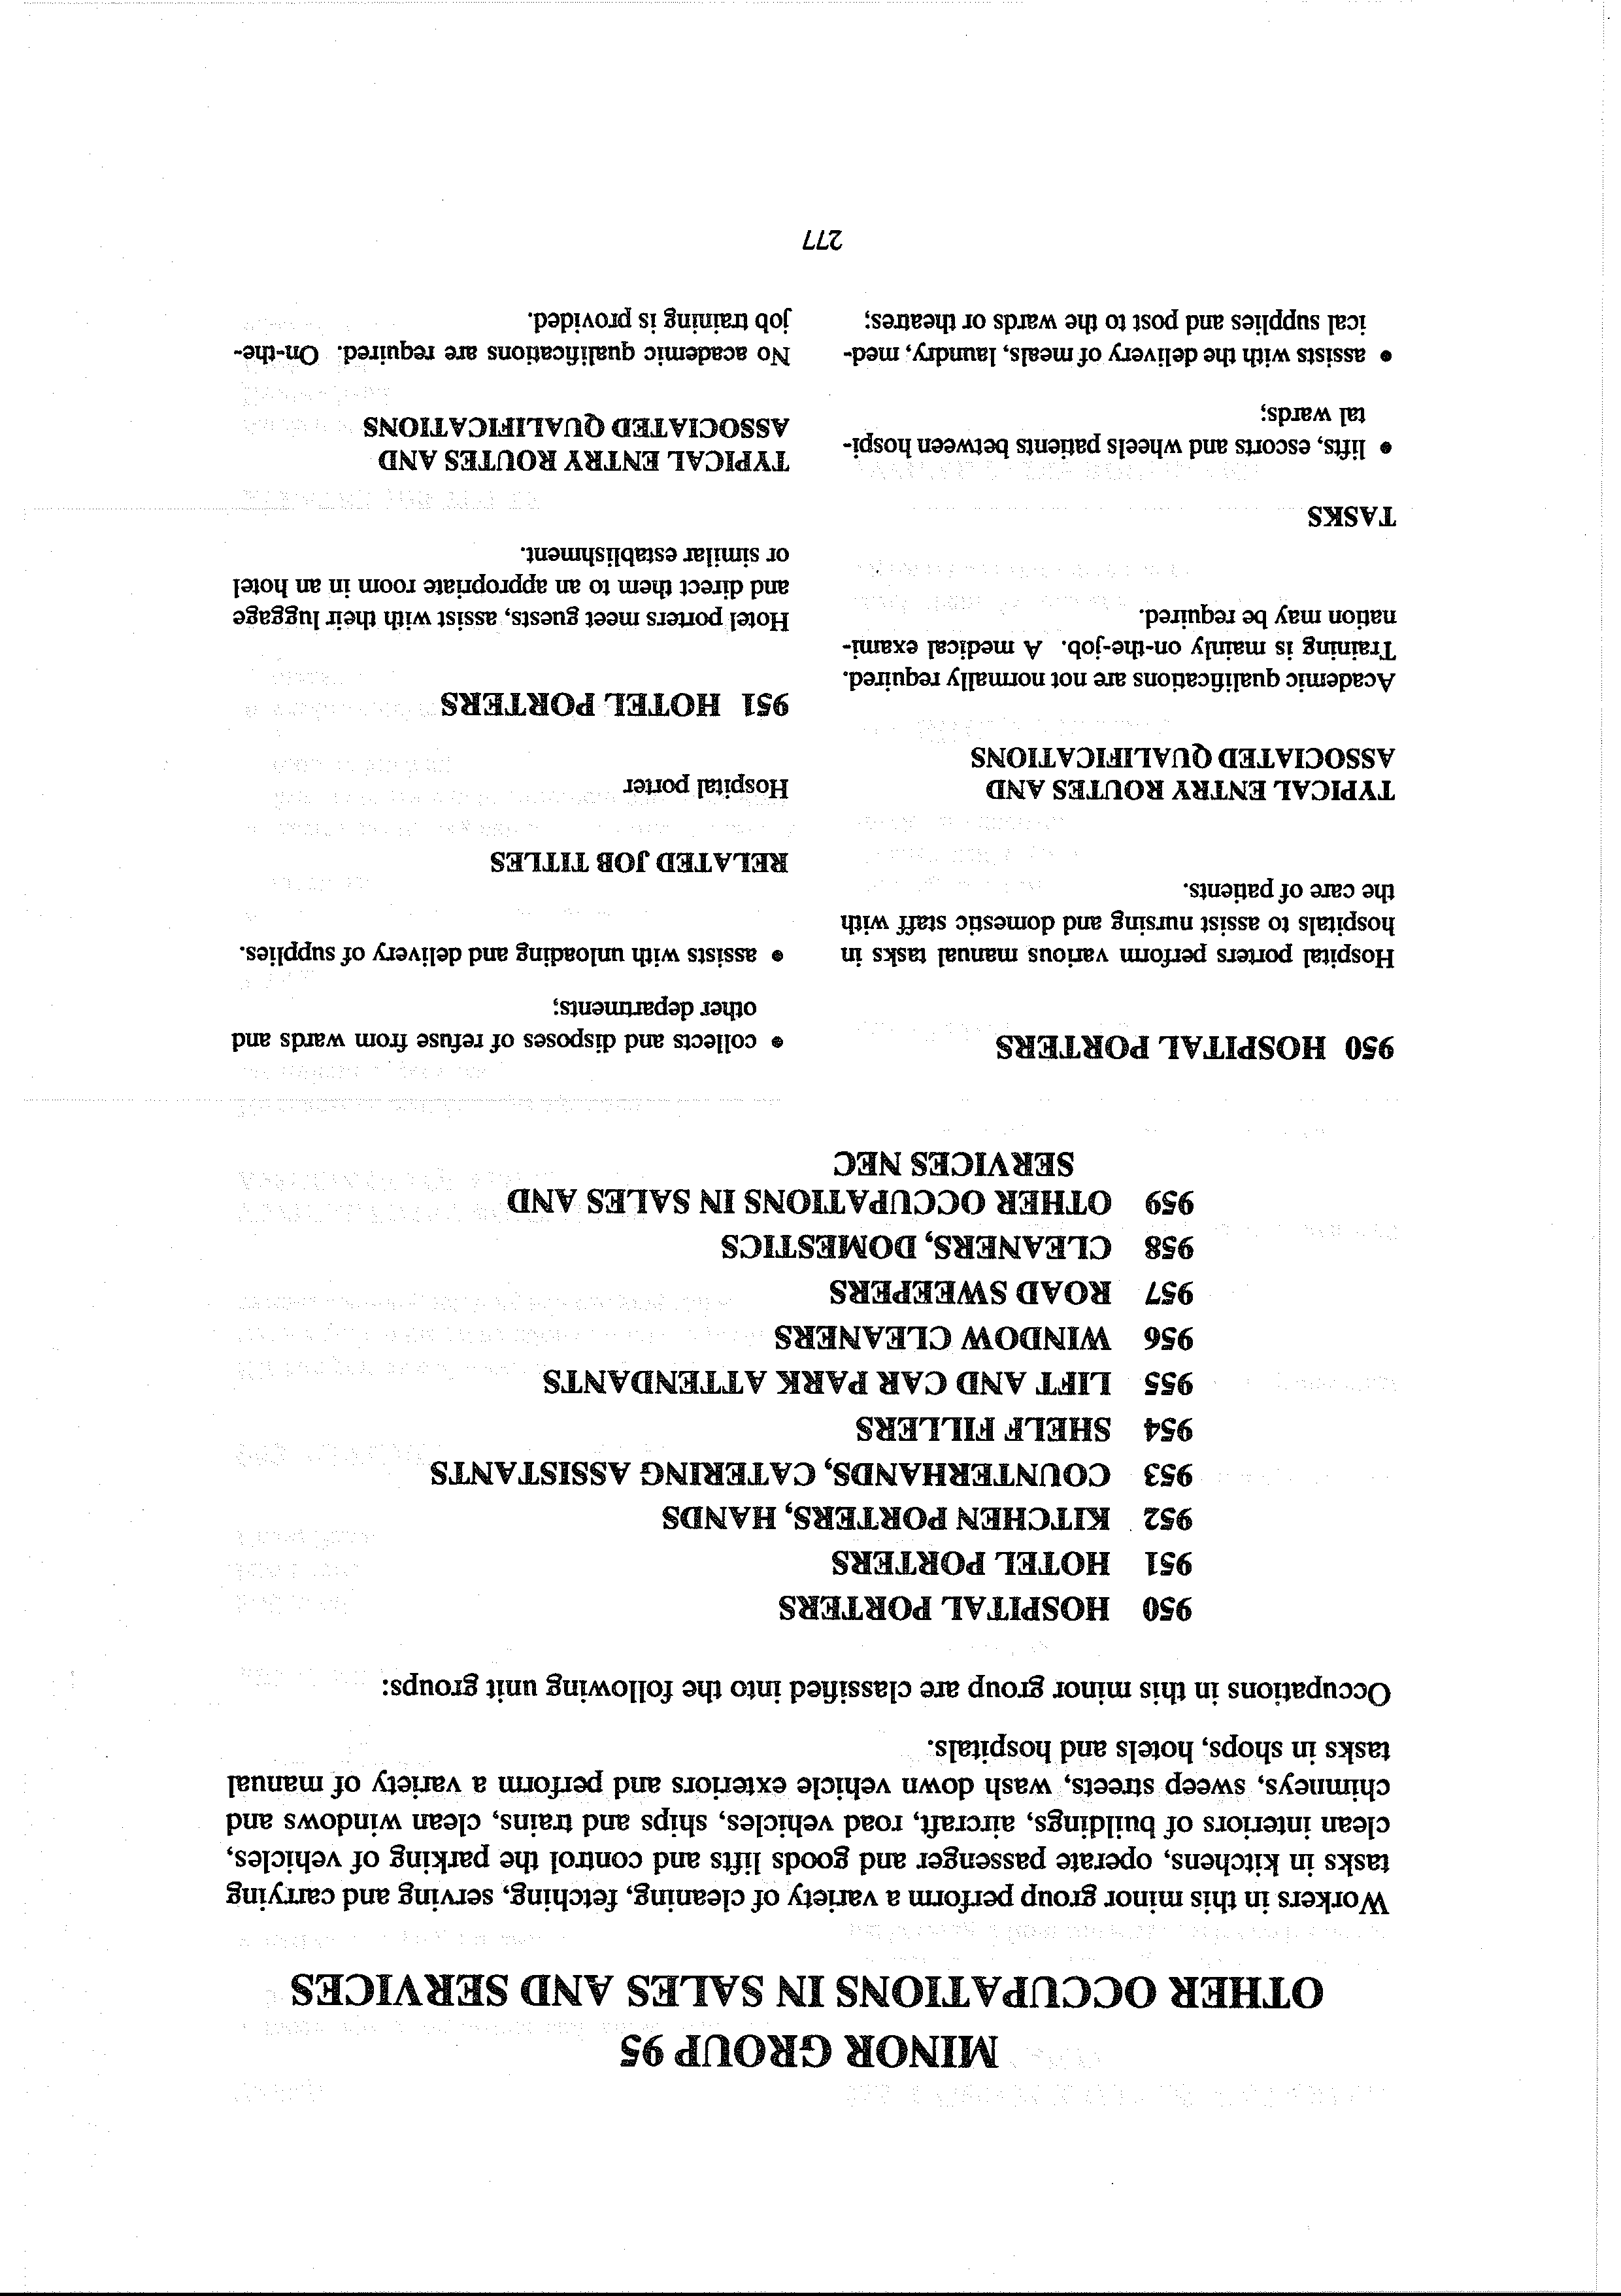 MINOR GROUP 95
OTHER OCCUPATIONS IN SALES AND SERVICES
Workers in this minor group perform a variety of cleaning, fetching, serving and carrying
tasks in kitchens, operate passenger and goods lifts and control the parking of vehicles,
clean interiors of buildings, aircraft, road vehicles, ships and trains, clean windows and
chimneys, sweep streets, wash down vehicle exteriors and perform a variety of manual
tasks in shops, hotels and hospitals.
Occupations in this minor group are classified into the following unit groups:
950 HOSPITAL PORTERS
951 HOTEL PORTERS
952 KITCHEN PORTERS, HANDS
953 COUNTERHANDS, CATERING ASSISTANTS
954 SHELF FILLERS
955 LIFT AND CAR PARK ATTENDANTS
956 WINDOW CLEANERS
957 ROAD SWEEPERS
958 CLEANERS, DOMESTICS
959 OTHER OCCUPATIONS IN SALES AND
SERVICES NEC
950 HOSPITAL PORTERS
Hospital porters perform various manual tasks in
hospitals to assist nursing and domestic staff with
the care of patients.
TYPICAL ENTRY ROUTES AND
ASSOCIATED QUALIFICATIONS
Academic qualifications are not normally required.
Training is mainly on-the-job. A medical exami-
nation may be required.
TASKS
• lifts, escorts and wheels patients between hospi-
tal wards;
• assists with the delivery of meals, laundry, med-
ical supplies and post to the wards or theatres;
• collects and disposes of refuse from wards and
other departments;
• assists with unloading and delivery of supplies.
RELATED JOB TITLES
Hospital porter
951 HOTEL PORTERS
Hotel porters meet guests, assist with their luggage
and direct them to an appropriate room in an hotel
or similar establishment.
TYPICAL ENTRY ROUTES AND
ASSOCIATED QUALIFICATIONS
No academic qualifications are required. On-the-
job training is provided.
277